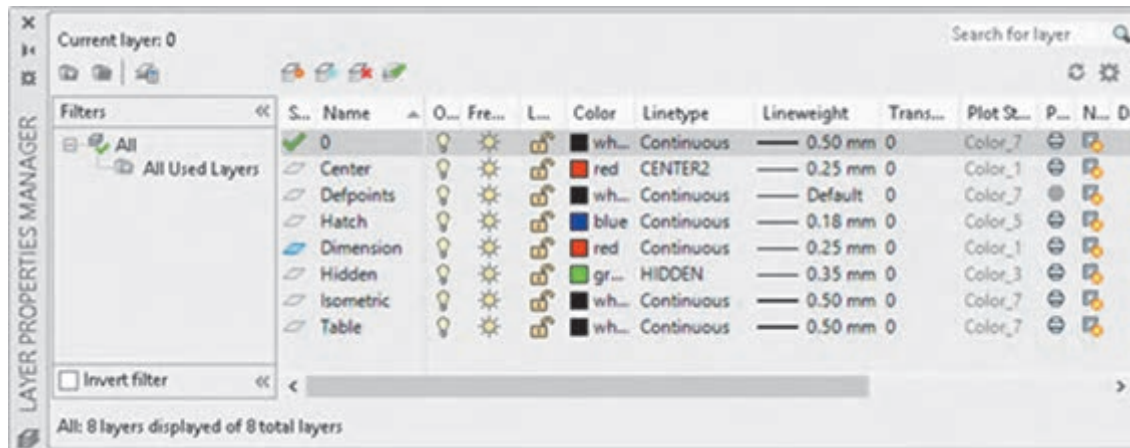 Current layer: 0
Search for layer
LAYER PROPERTIES MANAGER
Filters
All
All Used Layers
Invert filter
S... Name O... Fre... L... Color Linetype Lineweight Trans... Plot St... P... N... D
0 wh... Continuous 0.50 mm 0 Color_7
Center red CENTER2 0.25 mm 0 Color_1
Defpoints wh... Continuous Default 0 Color_7
Hatch blue Continuous 0.18 mm 0 Color_5
Dimension red Continuous 0.25 mm 0 Color_1
Hidden gr... HIDDEN 0.35 mm 0 Color_3
Isometric wh... Continuous 0.50 mm 0 Color_7
Table wh... Continuous 0.50 mm 0 Color_7
All: 8 layers displayed of 8 total layers